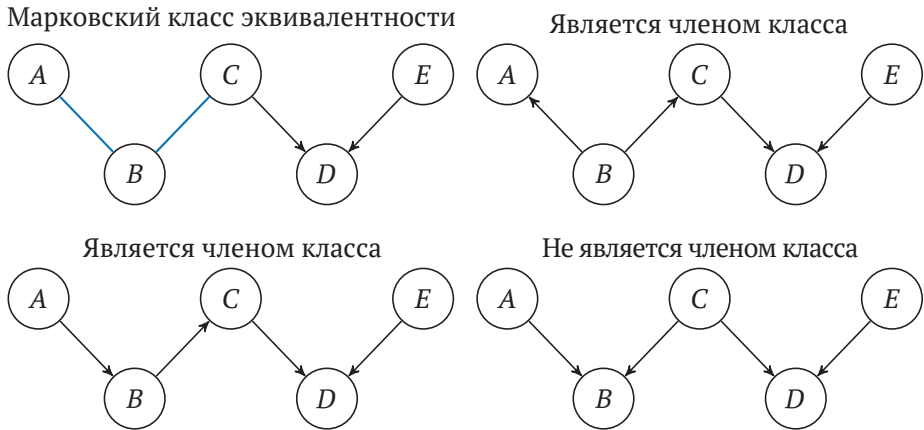 Марковский класс эквивалентности
A C E
B D
Является членом класса
A C E
B D
Является членом класса
A C E
B D
Не является членом класса
A C E
B D